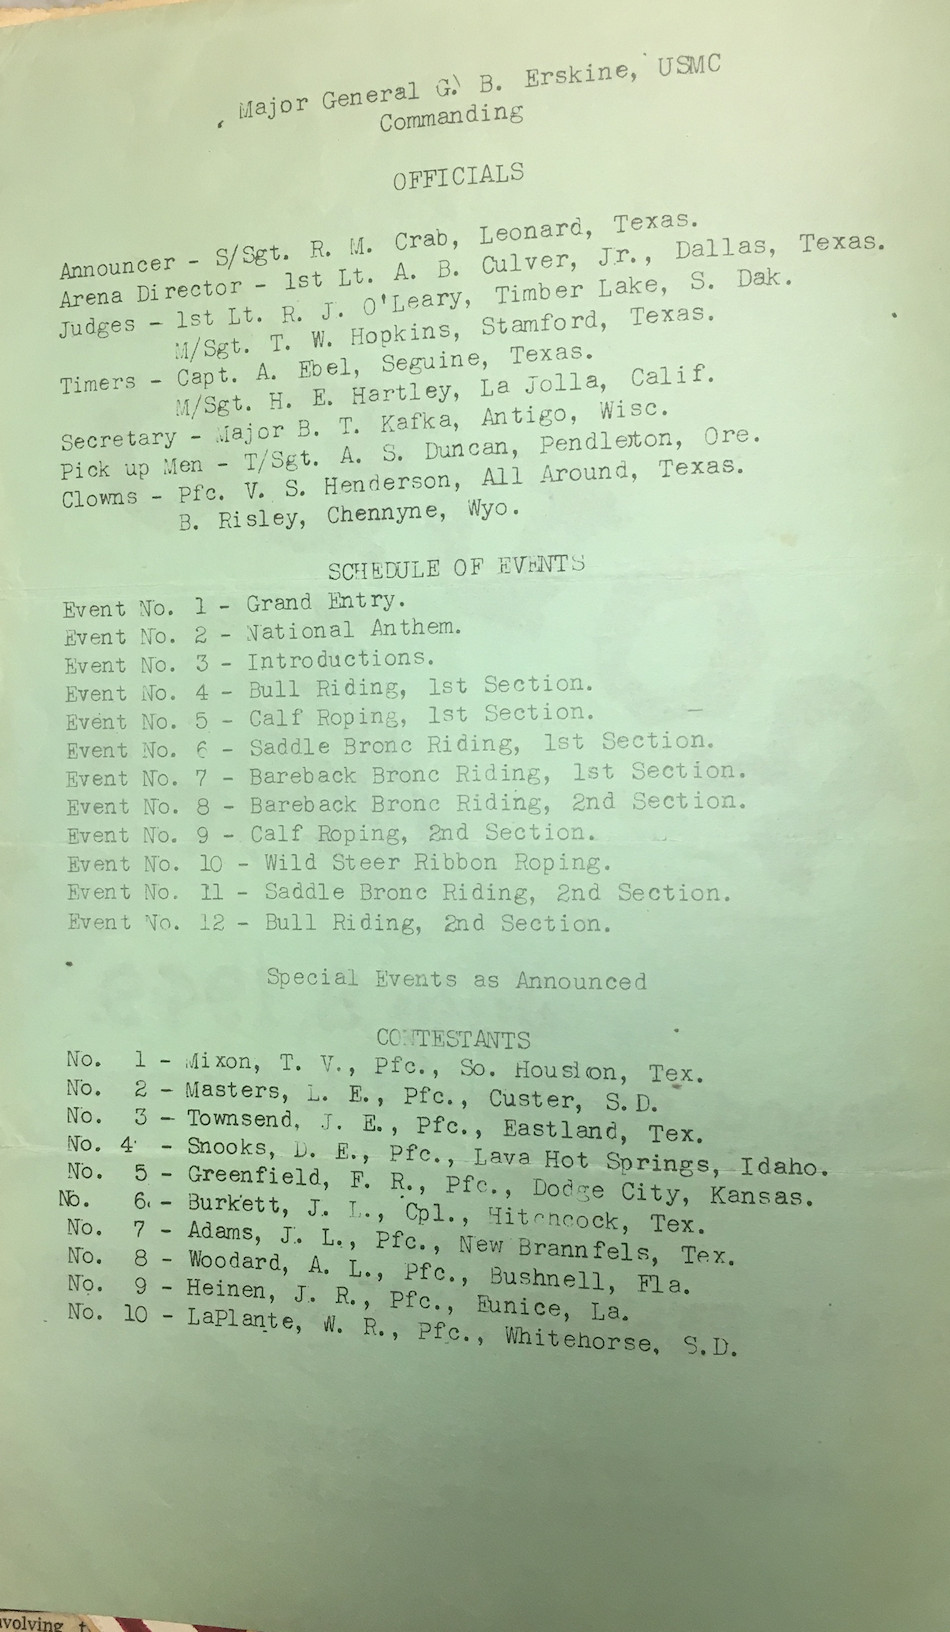 Major General G. B. Erskine, USMC
Commanding
OFFICIALS
Announcer - S/Sgt. R. M. Crab, Leonard, Texas.
Arena Director - 1st Lt. A. B. Culver, Jr., Dallas, Texas.
Judges - 1st Lt. R. J. O'Leary, Timber Lake, S. Dak.
M/Sgt. T. W. Hopkins, Stamford, Texas.
Timers - Capt. A. Ebel, Seguine, Texas.
M/Sgt. H. E. Hartley, La Jolla, Calif.
Secretary - Major B. T. Kafka, Antigo, Wisc.
Pick up Men - T/Sgt. A. S. Duncan, Pendleton, Ore.
Clowns - Pfc. V. S. Henderson, All Around, Texas.
B. Risley, Chennyne, Wyo.
SCHEDULE OF EVENTS
Event No. 1 - Grand Entry.
Event No. 2 - National Anthem.
Event No. 3 - Introductions.
Event No. 4 - Bull Riding, 1st Section.
Event No. 5 - Calf Roping, 1st Section.
Event No. 6 - Saddle Bronc Riding, 1st Section.
Event No. 7 - Bareback Bronc Riding, 1st Section.
Event No. 8 - Bareback Bronc Riding, 2nd Section.
Event No. 9 - Calf Roping, 2nd Section.
Event No. 10 - Wild Steer Ribbon Roping.
Event No. 11 - Saddle Bronc Riding, 2nd Section.
Event No. 12 - Bull Riding, 2nd Section.
Special Events as Announced
CONTESTANTS
No. 1 - Mixon, T. V., Pfc., So. Houston, Tex.
No. 2 - Masters, L. E., Pfc., Custer, S.D.
No. 3 - Townsend, J. E., Pfc., Eastland, Tex.
No. 4 - Snooks, D. E., Pfc., Lava Hot Springs, Idaho.
No. 5 - Greenfield, F. R., Pfc., Dodge City, Kansas.
No. 6 - Burkett, J. L., Cpl., Hitchcock, Tex.
No. 7 - Adams, J. L., Pfc., New Brannfels, Tex.
No. 8 - Woodard, A. L., Pfc., Bushnell, Fla.
No. 9 - Heinen, J. R., Pfc., Eunice, La.
No. 10 - LaPlante, W. R., Pfc., Whitehorse, S.D.